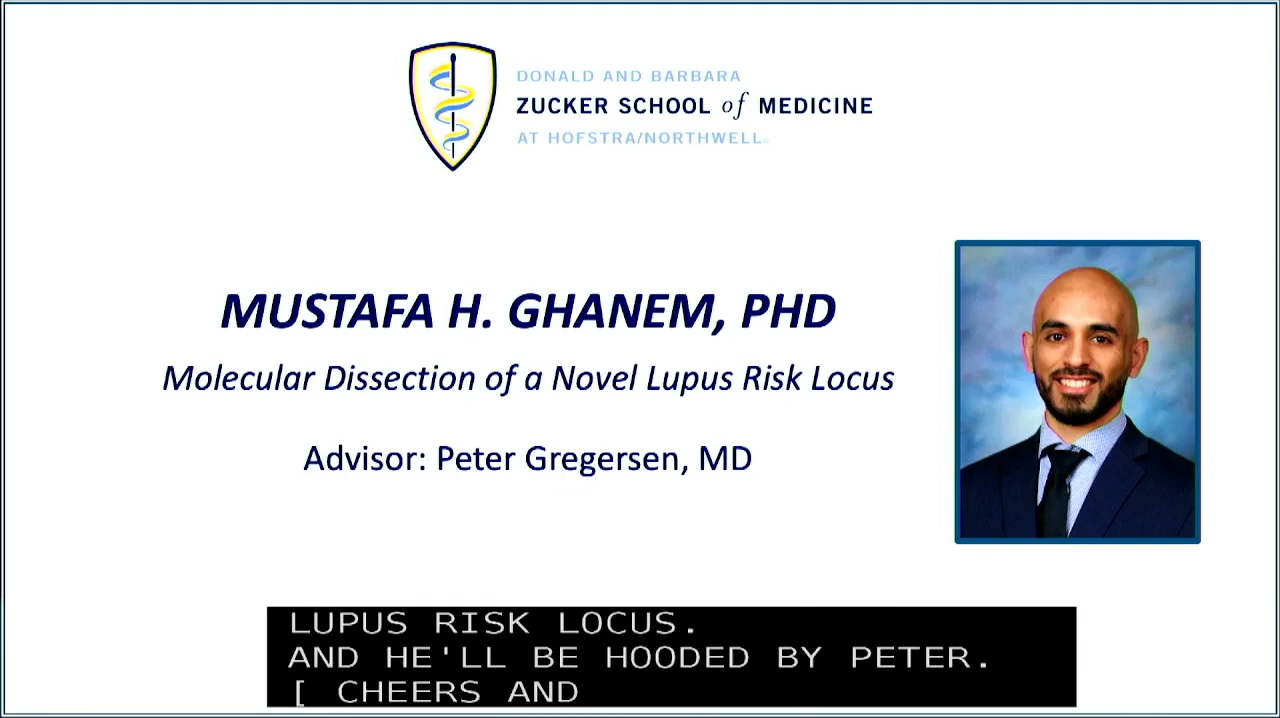 DONALD AND BARBARA
ZUCKER SCHOOL of MEDICINE
AT HOFSTRA/NORTHWELL
MUSTAFA H. GHANEM, PHD
Molecular Dissection of a Novel Lupus Risk Locus
Advisor: Peter Gregersen, MD
LUPUS RISK LOCUS.
AND HE'LL BE HOODED BY PETER.
[ CHEERS AND